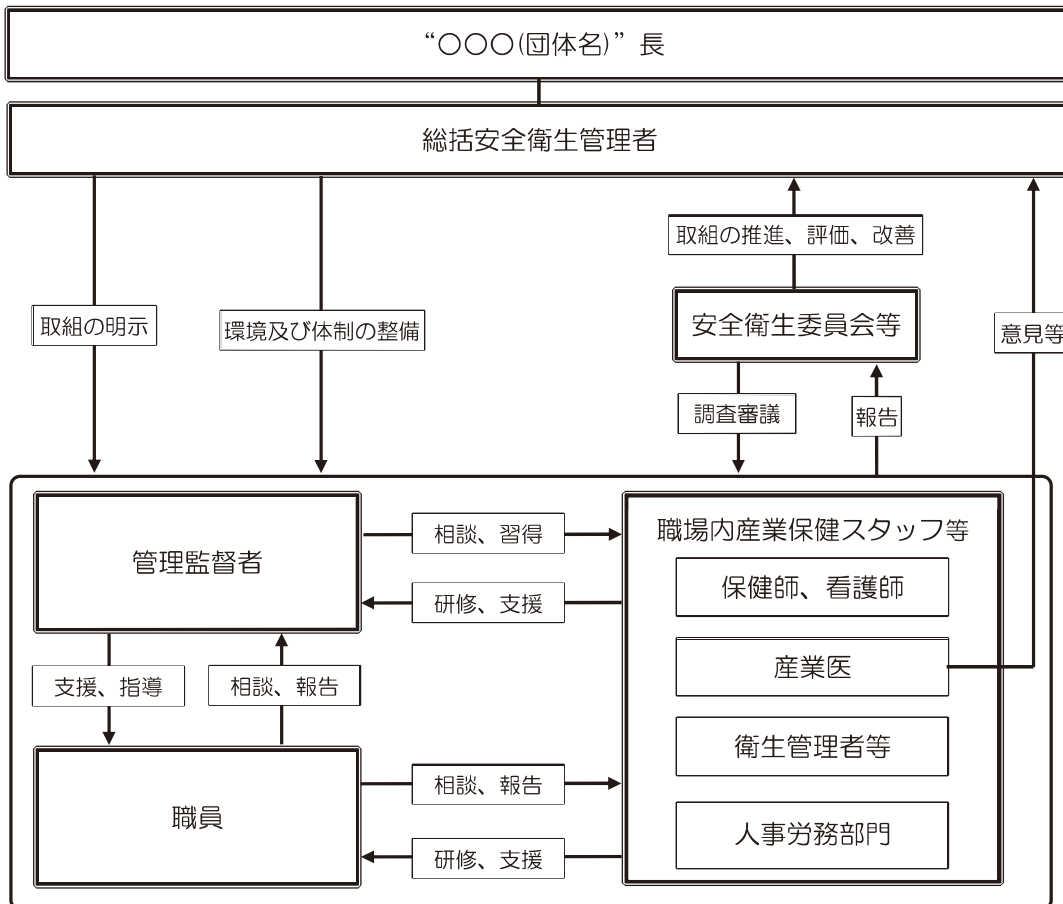 “〇〇〇(団体名)”長
総括安全衛生管理者
取組の推進、評価、改善
取組の明示
環境及び体制の整備
安全衛生委員会等
意見等
調査審議
報告
管理監督者
相談、習得
研修、支援
職場内産業保健スタッフ等
保健師、看護師
産業医
衛生管理者等
人事労務部門
支援、指導
相談、報告
職員
相談、報告
研修、支援